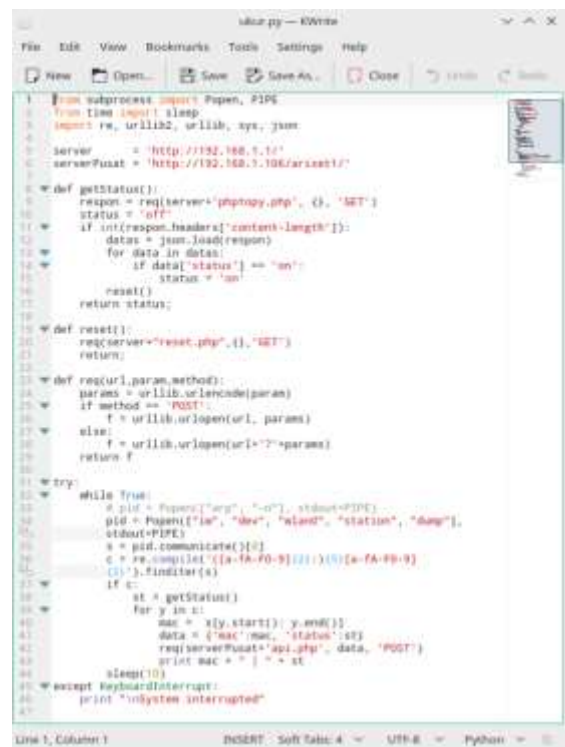 ukur.py — KWrite
File Edit View Bookmarks Tools Settings Help
New Open... Save Save As... Close Undo Redo
from subprocess import Popen, PIPE
from time import sleep
import re, urllib2, urllib, sys, json
server = 'http://192.168.1.1/'
serverPusat = 'http://192.168.1.106/ariset1/'
def getStatus():
respon = req(server+'phptopy.php', {}, 'GET')
status = 'off'
if int(respon.headers['content-length']):
datas = json.load(respon)
for data in datas:
if data['status'] == 'on':
status = 'on'
reset()
return status;
def reset():
req(server+"reset.php",{},"GET")
return;
def req(url,param,method):
params = urllib.urlencode(param)
if method == 'POST':
f = urllib.urlopen(url, params)
else:
f = urllib.urlopen(url+'?'+params)
return f
try:
while True:
# pid = Popen(["arp", "-n"], stdout=PIPE)
pid = Popen(["iw", "dev", "wlan0", "station", "dump"],
stdout=PIPE)
s = pid.communicate()[0]
c = re.compile('([a-fA-F0-9]{2}:){5}[a-fA-F0-9]
{2}').finditer(s)
if c:
st = getStatus()
for y in c:
mac = s[y.start(): y.end()]
data = {'mac':mac, 'status':st}
req(serverPusat+'api.php', data, 'POST')
print mac + " | " + st
sleep(10)
except KeyboardInterrupt:
print "\nSystem interrupted"
Line 1, Column 1 INSERT Soft Tabs: 4 UTF-8 Python